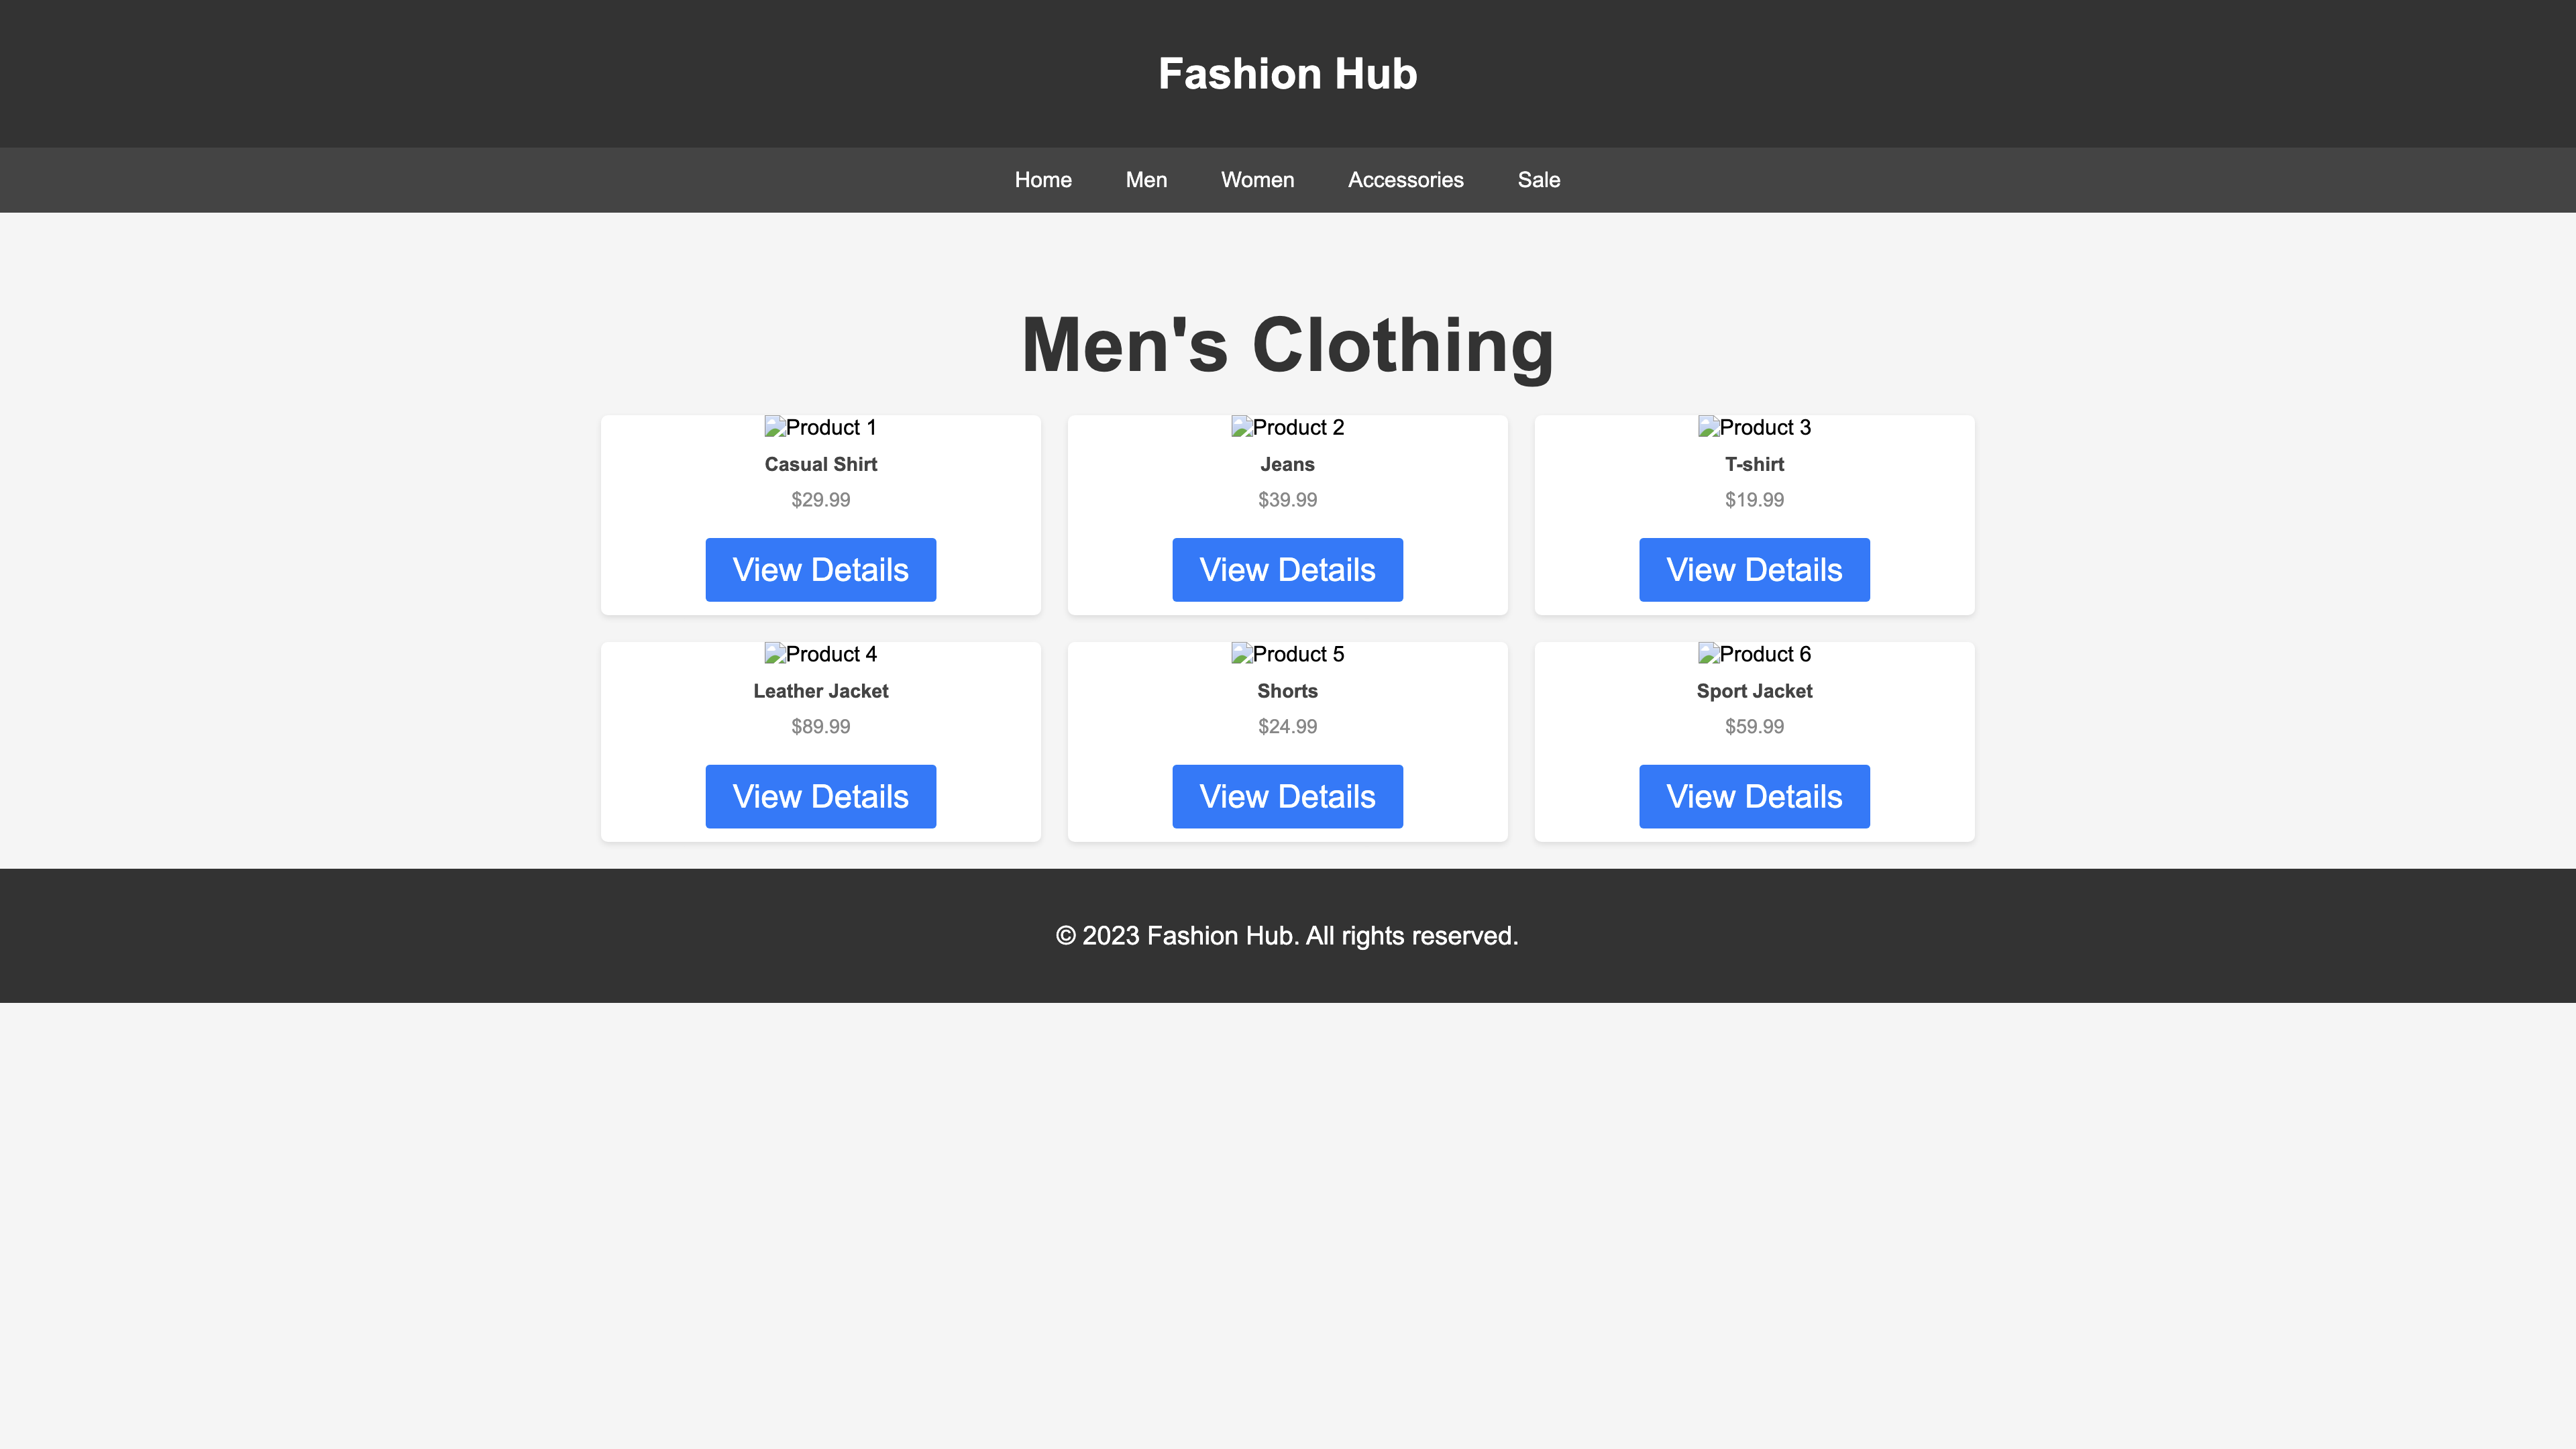 Fashion Hub
Home Men Women Accessories Sale
Men's Clothing
Product 1 Product 2 Product 3
Casual Shirt Jeans T-shirt
$29.99 $39.99 $19.99
View Details View Details View Details
Product 4 Product 5 Product 6
Leather Jacket Shorts Sport Jacket
$89.99 $24.99 $59.99
View Details View Details View Details
© 2023 Fashion Hub. All rights reserved.